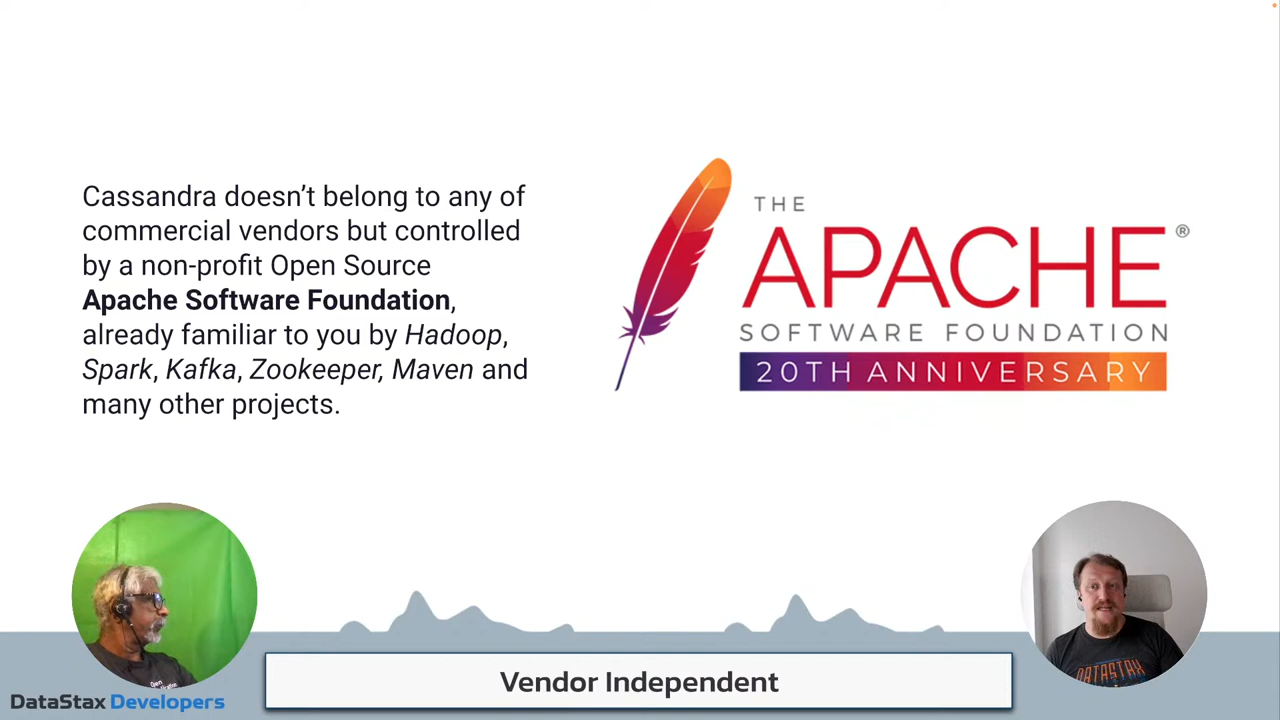 Cassandra doesn’t belong to any of
commercial vendors but controlled
by a non-profit Open Source
Apache Software Foundation,
already familiar to you by Hadoop,
Spark, Kafka, Zookeeper, Maven and
many other projects.
THE
APACHE®
SOFTWARE FOUNDATION
20TH ANNIVERSARY
Open
DATASTAX
Vendor Independent
DataStax Developers